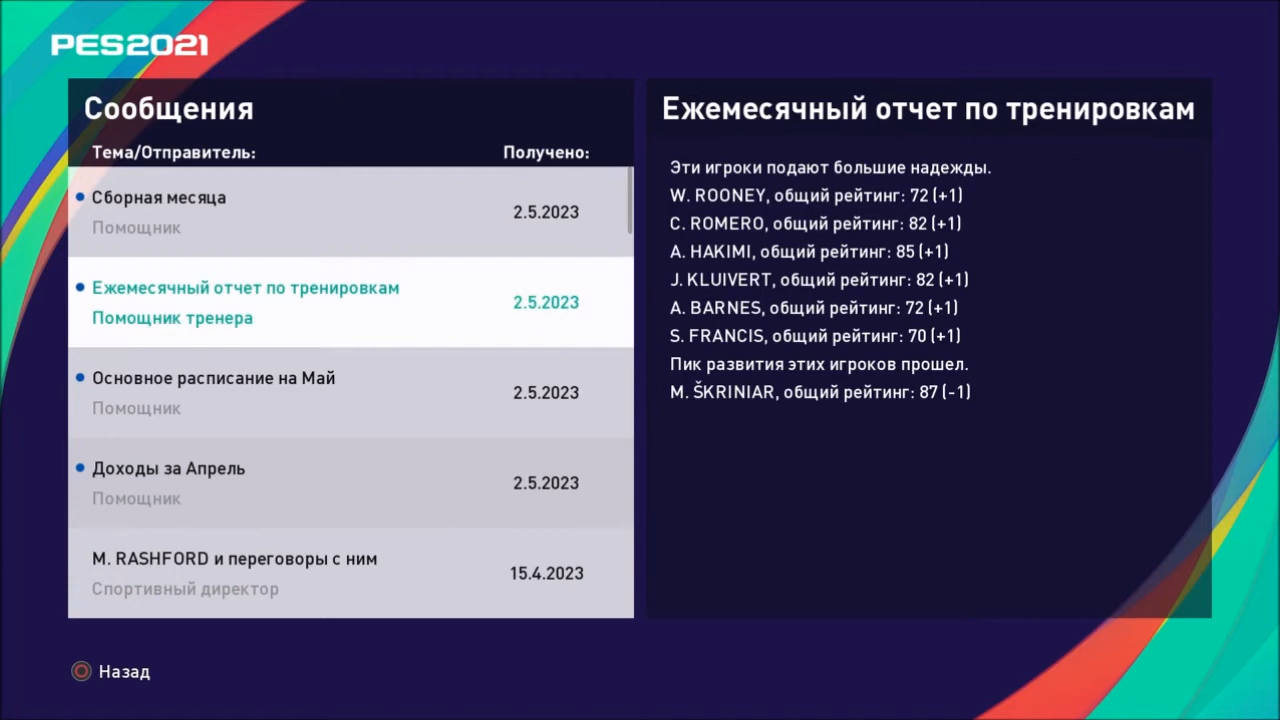 PES2021
Сообщения
Тема/Отправитель: Получено:
Сборная месяца
Помощник
2.5.2023
Ежемесячный отчет по тренировкам
Помощник тренера
2.5.2023
Основное расписание на Май
Помощник
2.5.2023
Доходы за Апрель
Помощник
2.5.2023
M. RASHFORD и переговоры с ним
Спортивный директор
15.4.2023
Ежемесячный отчет по тренировкам
Эти игроки подают большие надежды.
W. ROONEY, общий рейтинг: 72 (+1)
C. ROMERO, общий рейтинг: 82 (+1)
A. HAKIMI, общий рейтинг: 85 (+1)
J. KLUIVERT, общий рейтинг: 82 (+1)
A. BARNES, общий рейтинг: 72 (+1)
S. FRANCIS, общий рейтинг: 70 (+1)
Пик развития этих игроков прошел.
M. ŠKRINIAR, общий рейтинг: 87 (-1)
Назад